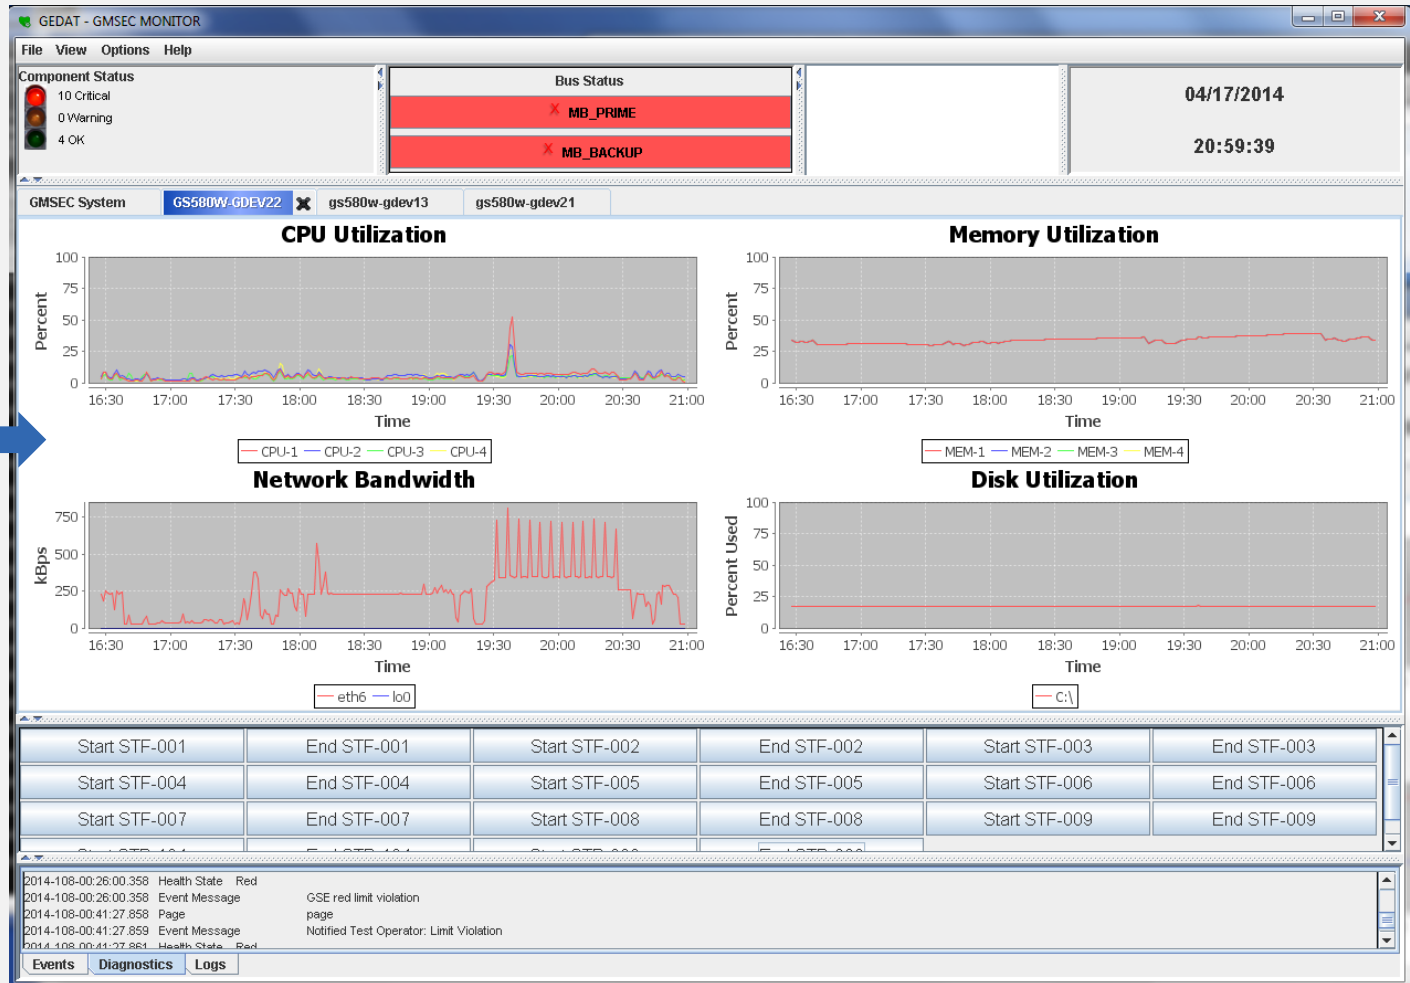 GEDAT - GMSEC MONITOR
File View Options Help
Component Status
10 Critical
0 Warning
4 OK
Bus Status
X MB_PRIME
X MB_BACKUP
04/17/2014
20:59:39
GMSEC System GS580W-GDEV22 gs580w-gdev13 gs580w-gdev21
CPU Utilization
Percent
100
75
50
25
0
16:30 17:00 17:30 18:00 18:30 19:00 19:30 20:00 20:30 21:00
Time
CPU-1 CPU-2 CPU-3 CPU-4
Memory Utilization
Percent
100
75
50
25
0
16:30 17:00 17:30 18:00 18:30 19:00 19:30 20:00 20:30 21:00
Time
MEM-1 MEM-2 MEM-3 MEM-4
Network Bandwidth
kBps
750
500
250
0
16:30 17:00 17:30 18:00 18:30 19:00 19:30 20:00 20:30 21:00
Time
eth6 lo0
Disk Utilization
Percent Used
100
75
50
25
0
16:30 17:00 17:30 18:00 18:30 19:00 19:30 20:00 20:30 21:00
Time
C:\
Start STF-001 End STF-001 Start STF-002 End STF-002 Start STF-003 End STF-003
Start STF-004 End STF-004 Start STF-005 End STF-005 Start STF-006 End STF-006
Start STF-007 End STF-007 Start STF-008 End STF-008 Start STF-009 End STF-009
2014-108-00:26:00.358 Health State Red
2014-108-00:26:00.358 Event Message GSE red limit violation
2014-108-00:41:27.858 Page page
2014-108-00:41:27.859 Event Message Notified Test Operator: Limit Violation
2014-108-00:41:27.861 Health State Red
Events Diagnostics Logs